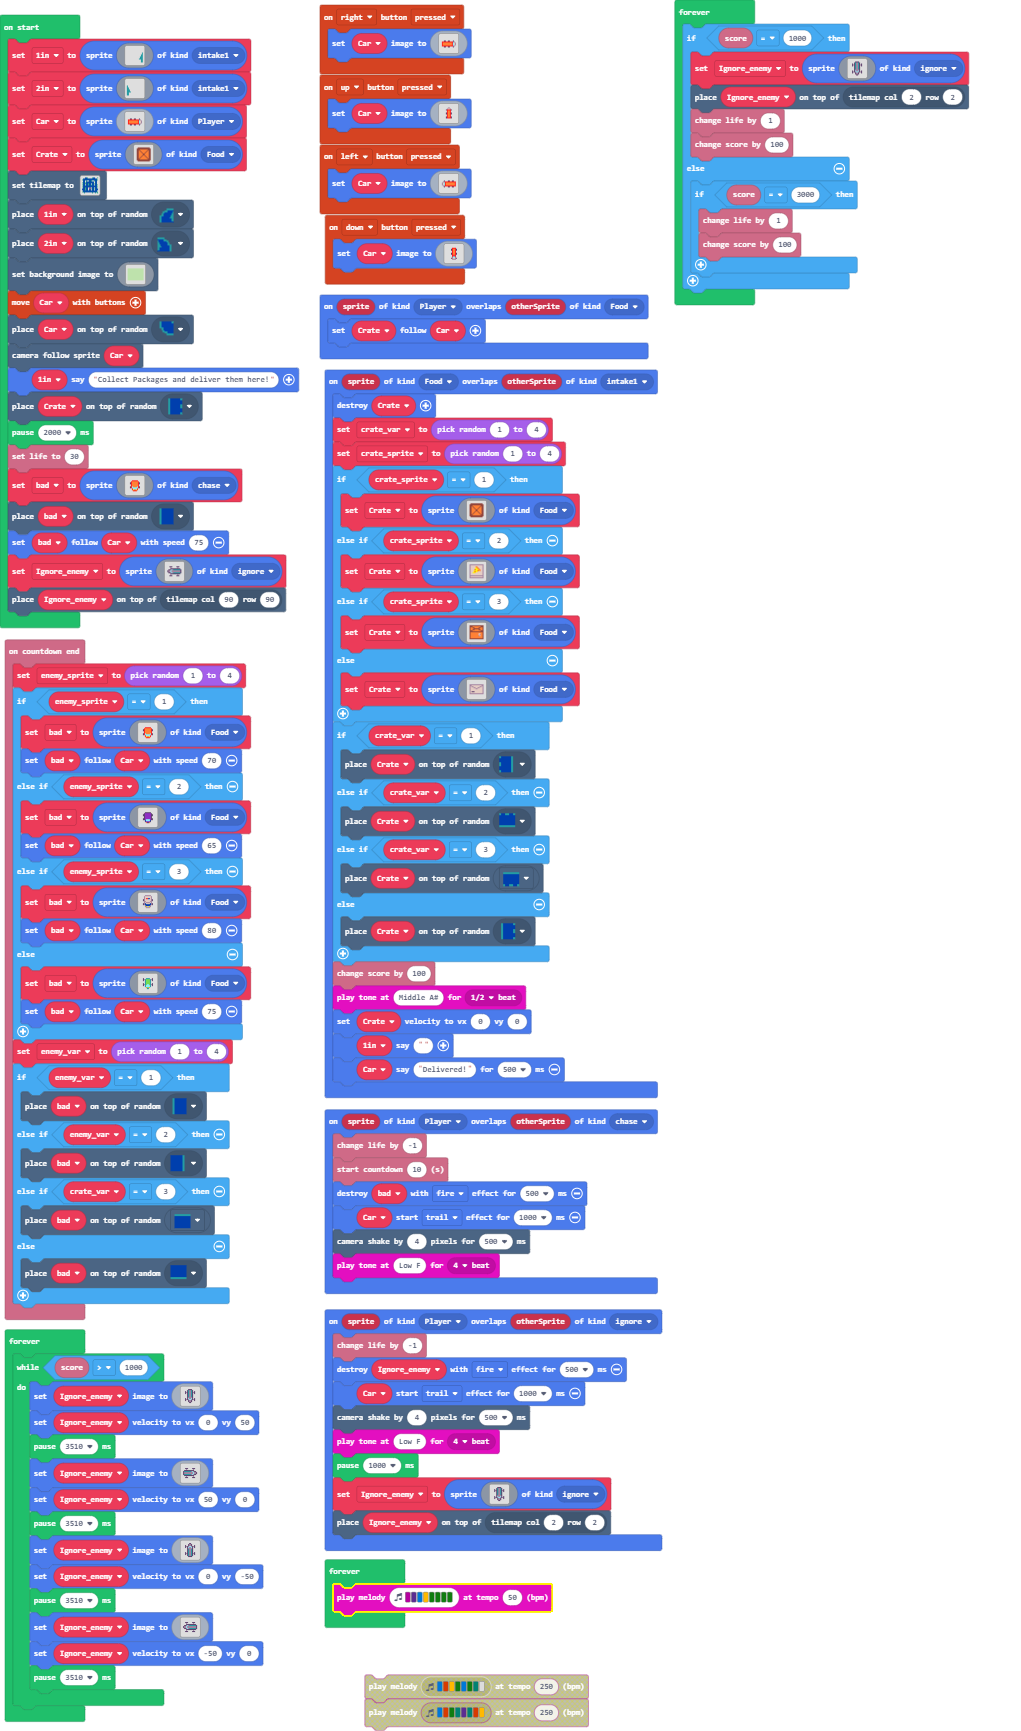 on start
set 1in to sprite of kind intake1
set 2in to sprite of kind intake1
set Car to sprite of kind Player
set Crate to sprite of kind Food
set tilemap to
place 1in on top of random
place 2in on top of random
set background image to
move Car with buttons
place Car on top of random
camera follow sprite Car
1in say "Collect Packages and deliver them here!"
place Crate on top of random
pause 2000 ms
set life to 30
set bad to sprite of kind chase
place bad on top of random
set bad follow Car with speed 75
set Ignore_enemy to sprite of kind ignore
place Ignore_enemy on top of tilemap col 90 row 90
on countdown end
set enemy_sprite to pick random 1 to 4
if enemy_sprite = 1 then
set bad to sprite of kind Food
set bad follow Car with speed 70
else if enemy_sprite = 2 then
set bad to sprite of kind Food
set bad follow Car with speed 65
else if enemy_sprite = 3 then
set bad to sprite of kind Food
set bad follow Car with speed 80
else
set bad to sprite of kind Food
set bad follow Car with speed 75
set enemy_var to pick random 1 to 4
if enemy_var = 1 then
place bad on top of random
else if enemy_var = 2 then
place bad on top of random
else if crate_var = 3 then
place bad on top of random
else
place bad on top of random
forever
while score > 1000
do
set Ignore_enemy image to
set Ignore_enemy velocity to vx 0 vy 50
pause 3510 ms
set Ignore_enemy image to
set Ignore_enemy velocity to vx 50 vy 0
pause 3510 ms
set Ignore_enemy image to
set Ignore_enemy velocity to vx 0 vy -50
pause 3510 ms
set Ignore_enemy image to
set Ignore_enemy velocity to vx -50 vy 0
pause 3510 ms
on right button pressed
set Car image to
on up button pressed
set Car image to
on left button pressed
set Car image to
on down button pressed
set Car image to
on sprite of kind Player overlaps otherSprite of kind Food
set Crate follow Car
on sprite of kind Food overlaps otherSprite of kind intake1
destroy Crate
set crate_var to pick random 1 to 4
set crate_sprite to pick random 1 to 4
if crate_sprite = 1 then
set Crate to sprite of kind Food
else if crate_sprite = 2 then
set Crate to sprite of kind Food
else if crate_sprite = 3 then
set Crate to sprite of kind Food
else
set Crate to sprite of kind Food
if crate_var = 1 then
place Crate on top of random
else if crate_var = 2 then
place Crate on top of random
else if crate_var = 3 then
place Crate on top of random
else
place Crate on top of random
change score by 100
play tone at Middle A# for 1/2 beat
set Crate velocity to vx 0 vy 0
1in say ""
Car say "Delivered!" for 500 ms
on sprite of kind Player overlaps otherSprite of kind chase
change life by -1
start countdown 10 (s)
destroy bad with fire effect for 500 ms
Car start trail effect for 1000 ms
camera shake by 4 pixels for 500 ms
play tone at Low F for 4 beat
on sprite of kind Player overlaps otherSprite of kind ignore
change life by -1
destroy Ignore_enemy with fire effect for 500 ms
Car start trail effect for 1000 ms
camera shake by 4 pixels for 500 ms
play tone at Low F for 4 beat
pause 1000 ms
set Ignore_enemy to sprite of kind ignore
place Ignore_enemy on top of tilemap col 2 row 2
forever
play melody at tempo 50 (bpm)
play melody at tempo 250 (bpm)
play melody at tempo 250 (bpm)
forever
if score = 1000 then
set Ignore_enemy to sprite of kind ignore
place Ignore_enemy on top of tilemap col 2 row 2
change life by 1
change score by 100
else
if score = 3000 then
change life by 1
change score by 100